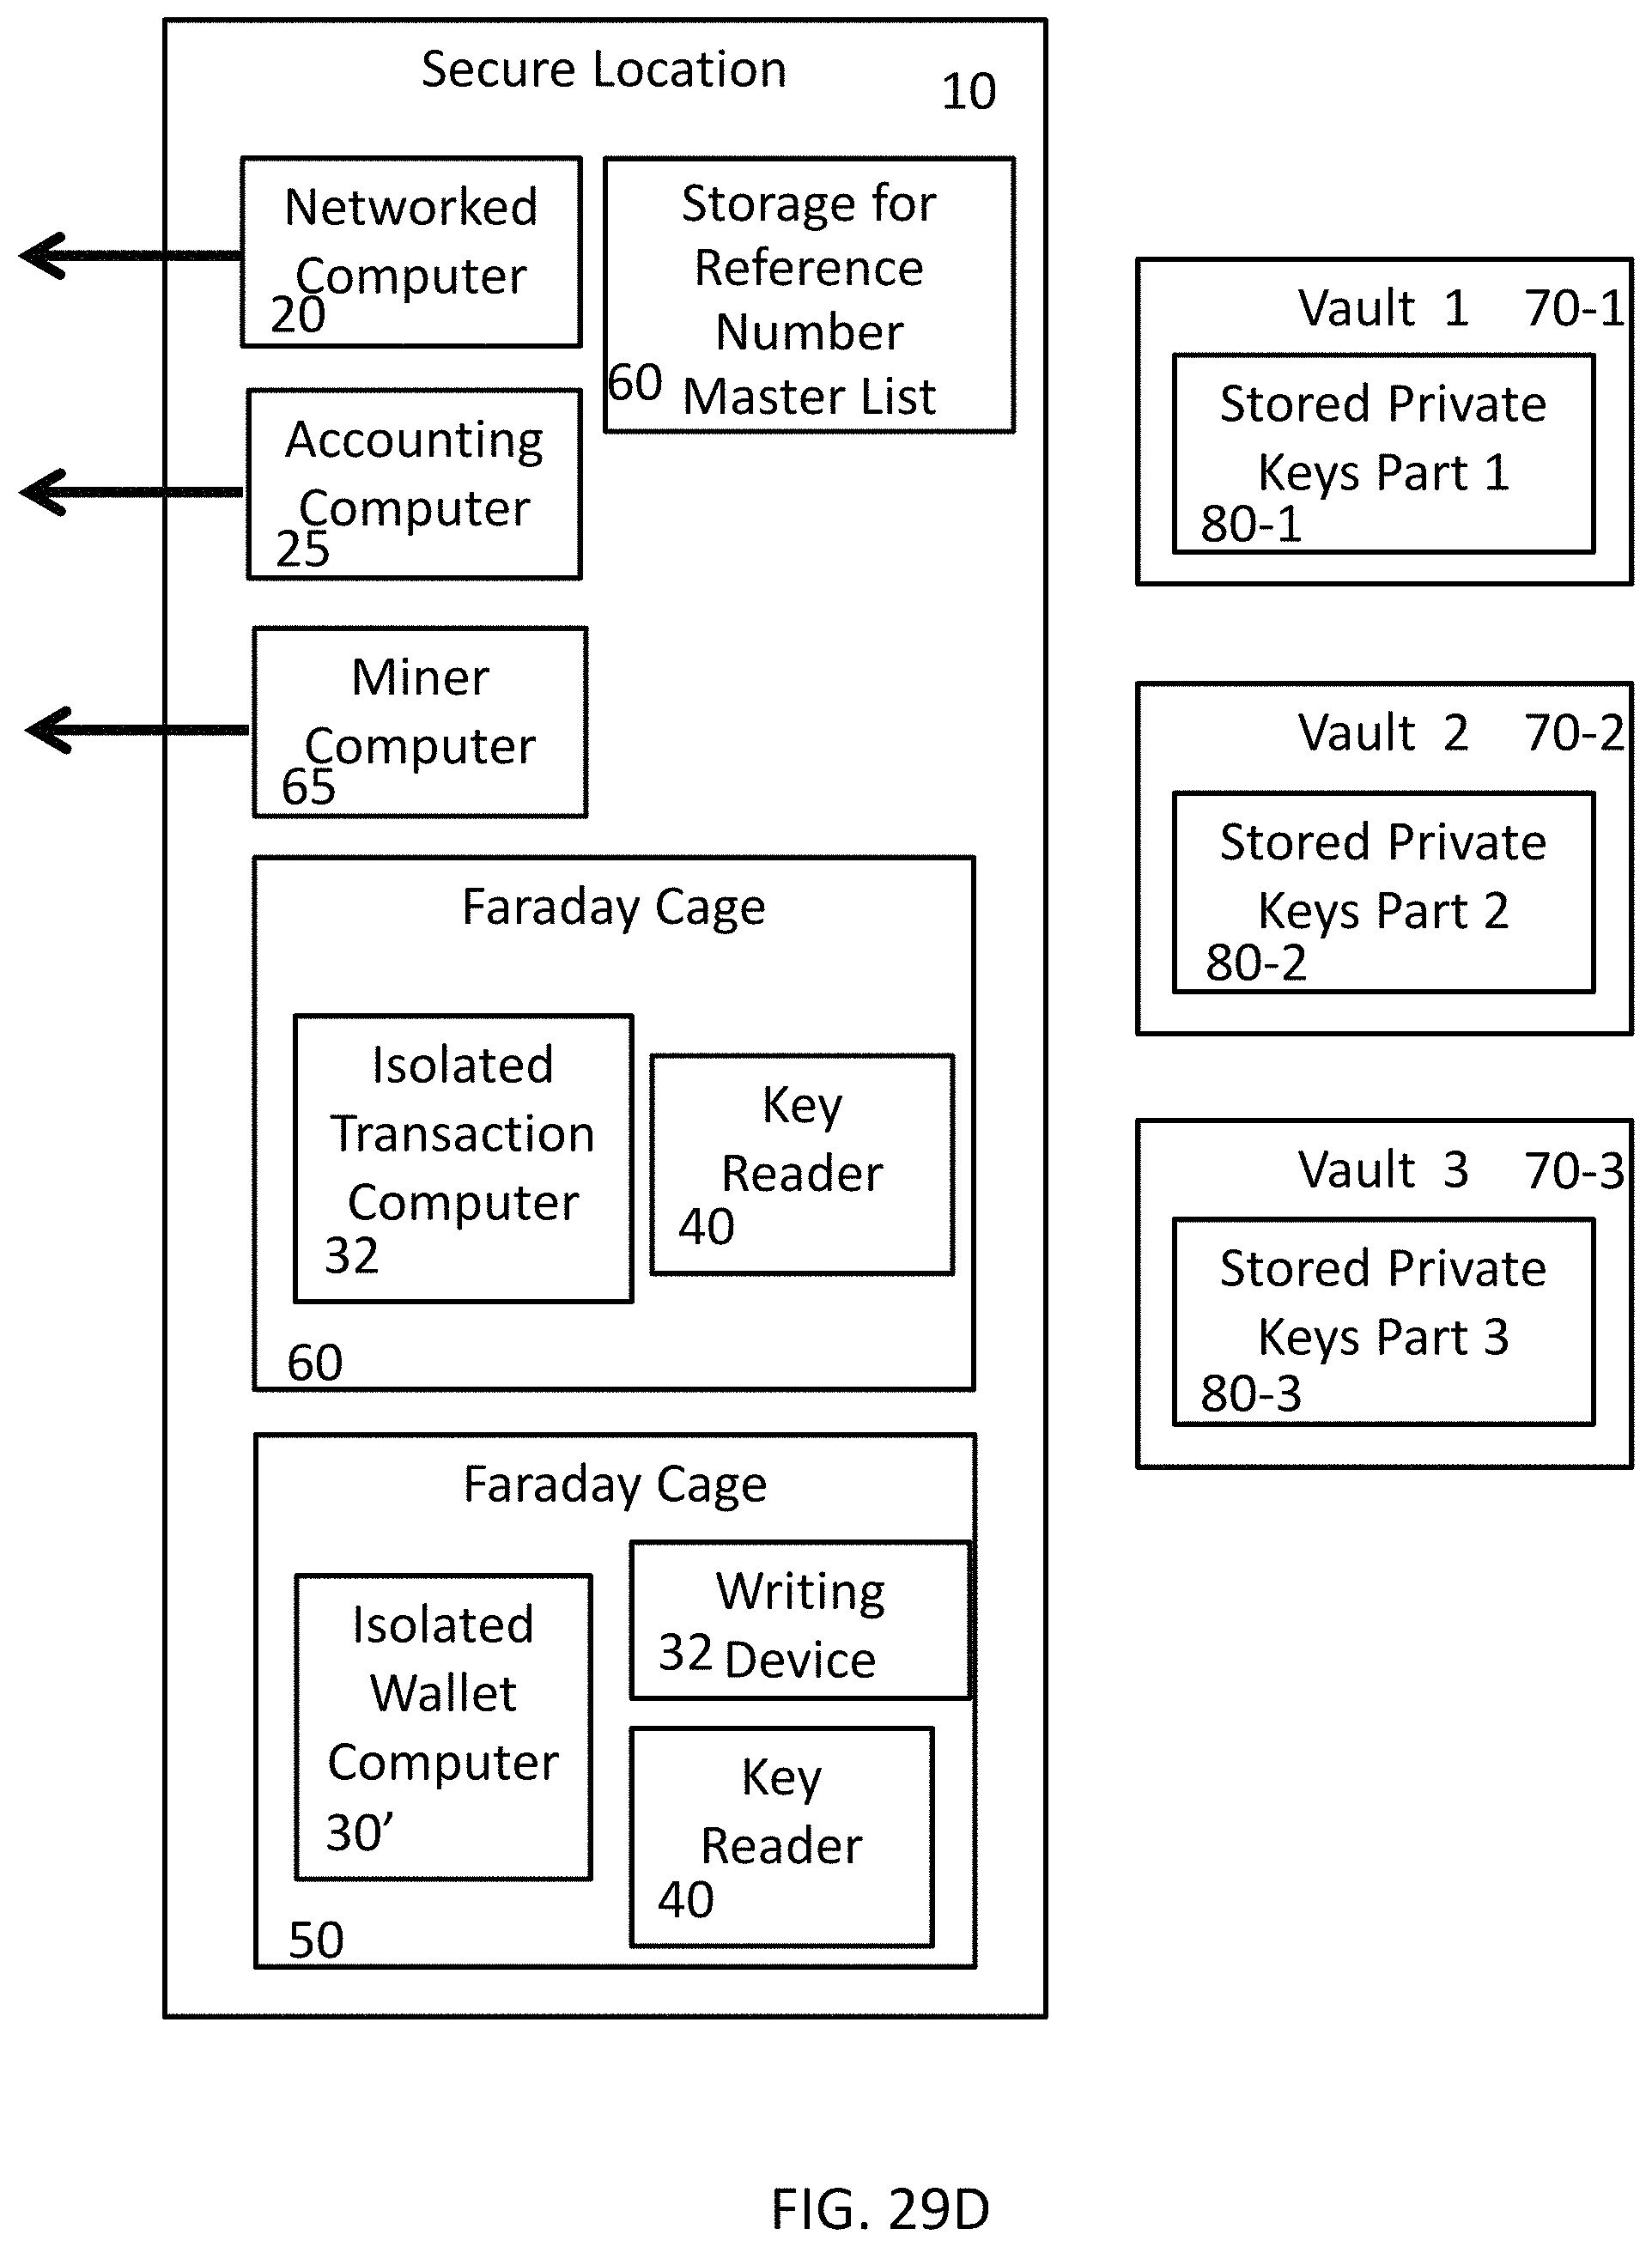 Secure Location
10
Networked
Computer
20
Storage for
Reference
Number
60
Master List
Accounting
Computer
25
Miner
Computer
65
Faraday Cage
Isolated
Transaction
Computer
32
Key
Reader
40
60
Faraday Cage
Isolated
Wallet
Computer
30’
Writing
32 Device
Key
Reader
40
50
Vault 1 70-1
Stored Private
Keys Part 1
80-1
Vault 2 70-2
Stored Private
Keys Part 2
80-2
Vault 3 70-3
Stored Private
Keys Part 3
80-3
FIG. 29D